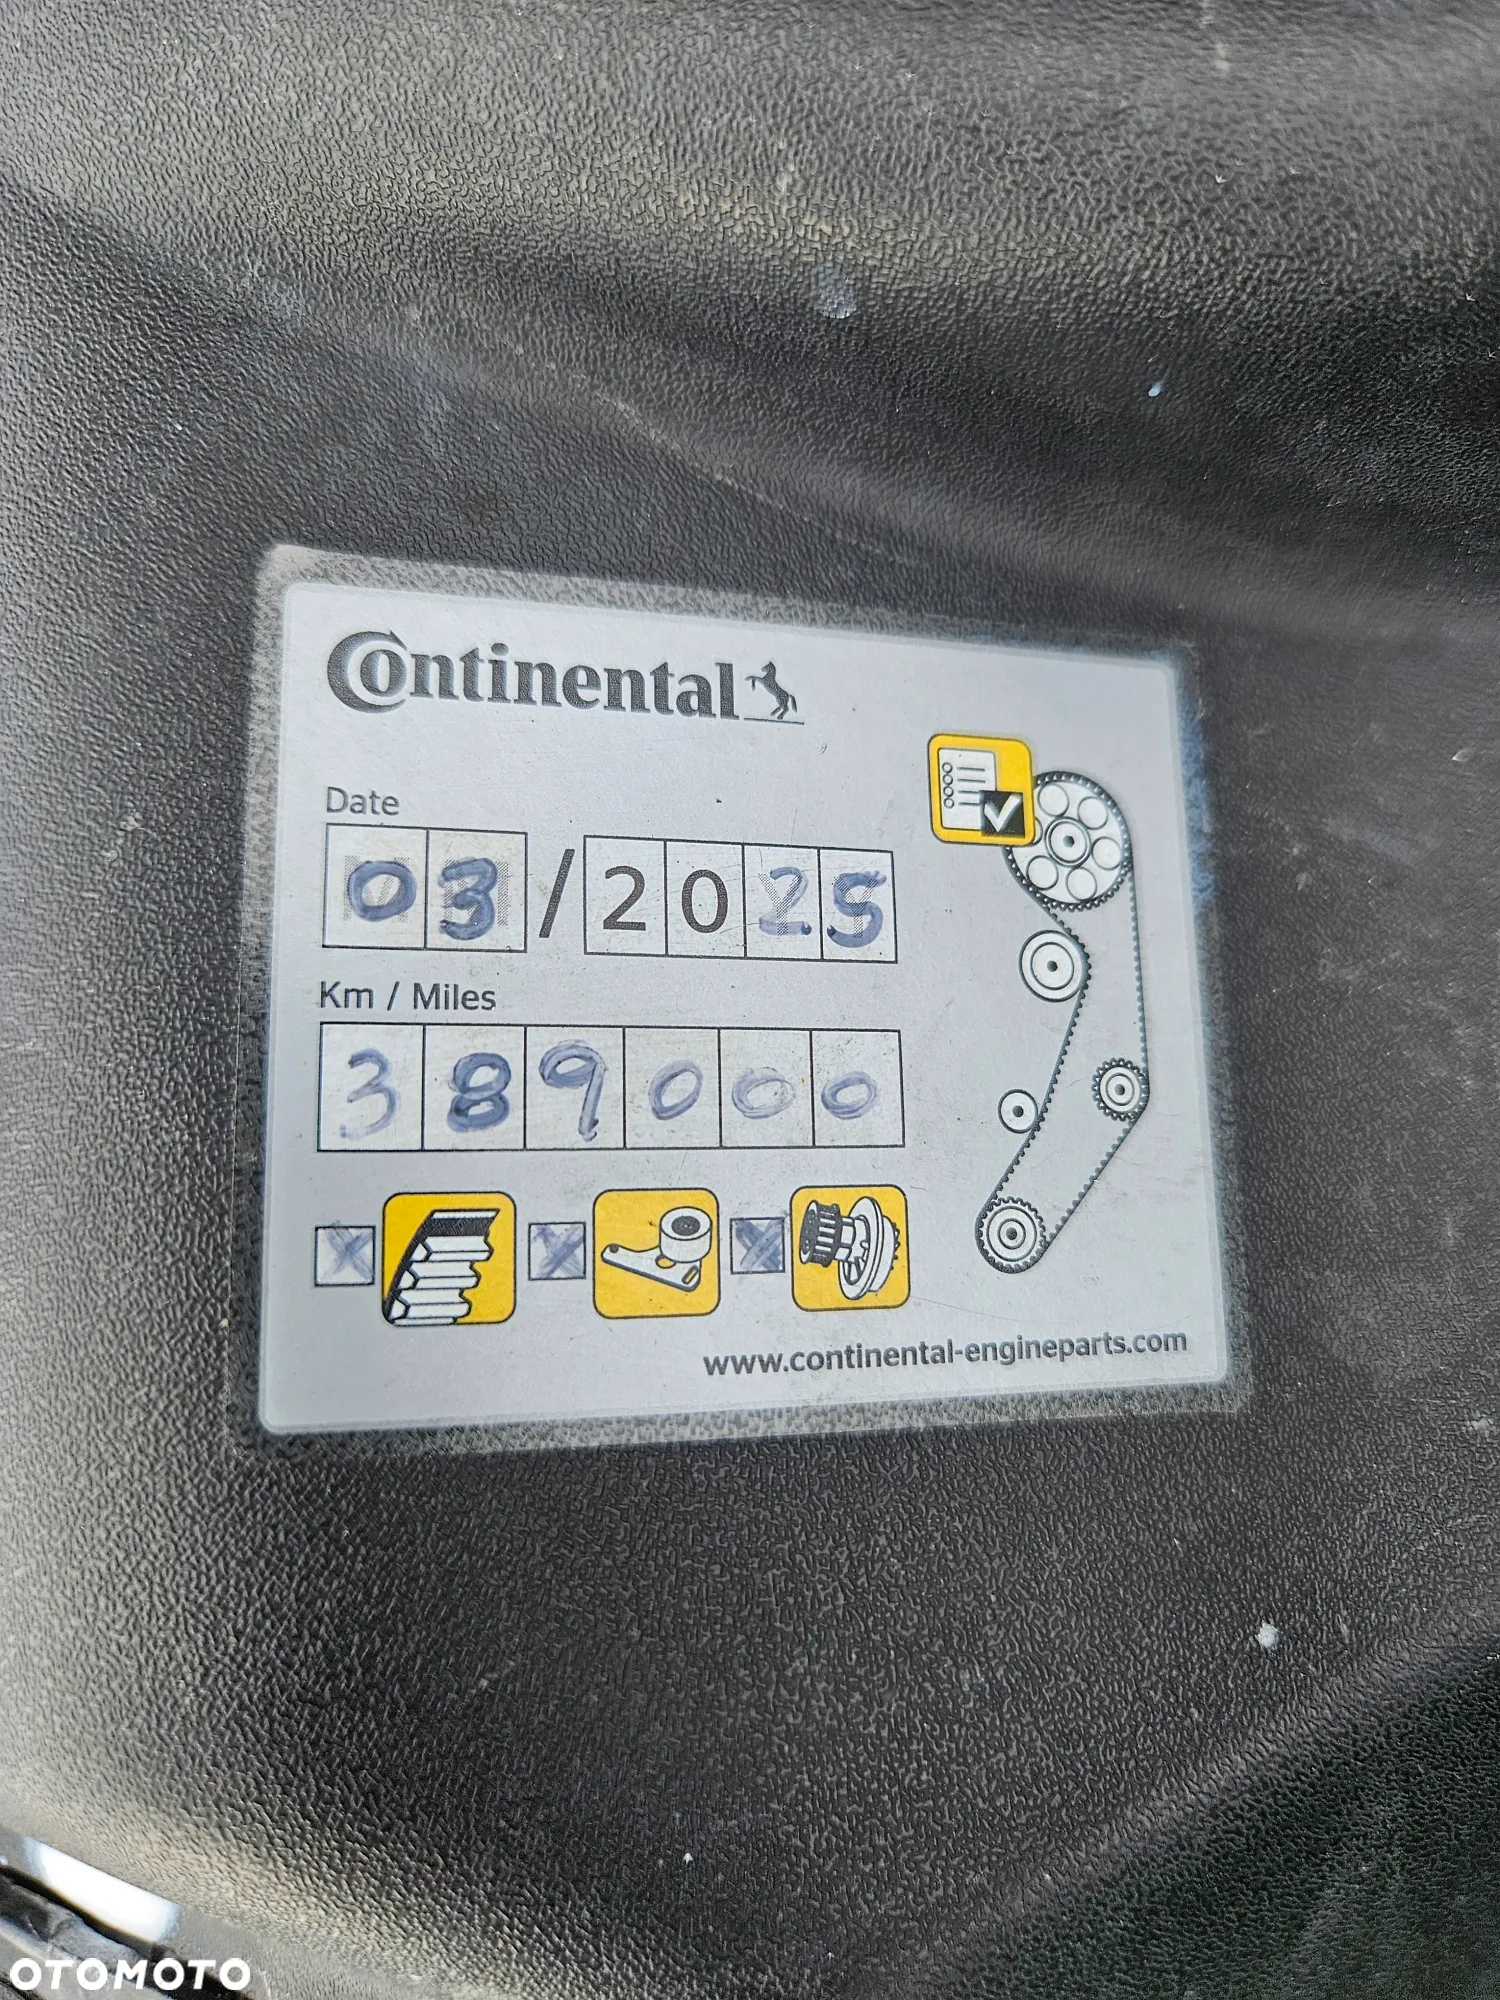 Continental
Date
03/2025
Km / Miles
389000
www.continental-engineparts.com
OTOMOTO